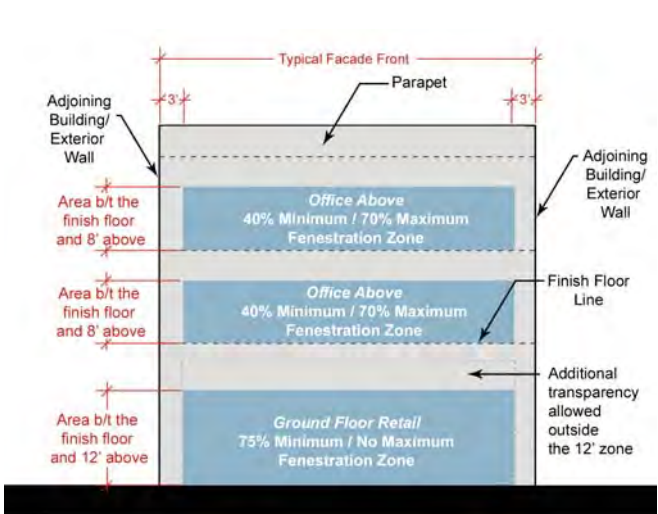 Typical Facade Front
3'
3'
Parapet
Adjoining
Building/
Exterior
Wall
Adjoining
Building/
Exterior
Wall
Area b/t the
finish floor
and 8' above
Office Above
40% Minimum / 70% Maximum
Fenestration Zone
Area b/t the
finish floor
and 8' above
Office Above
40% Minimum / 70% Maximum
Fenestration Zone
Finish Floor
Line
Additional
transparency
allowed
outside
the 12' zone
Area b/t the
finish floor
and 12' above
Ground Floor Retail
75% Minimum / No Maximum
Fenestration Zone